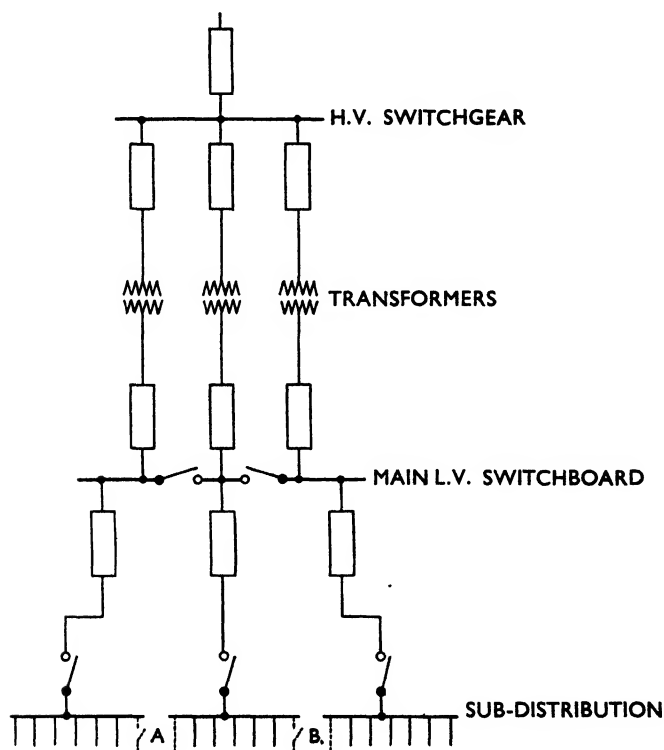 H.V. SWITCHGEAR
TRANSFORMERS
MAIN L.V. SWITCHBOARD
SUB-DISTRIBUTION
A
B.